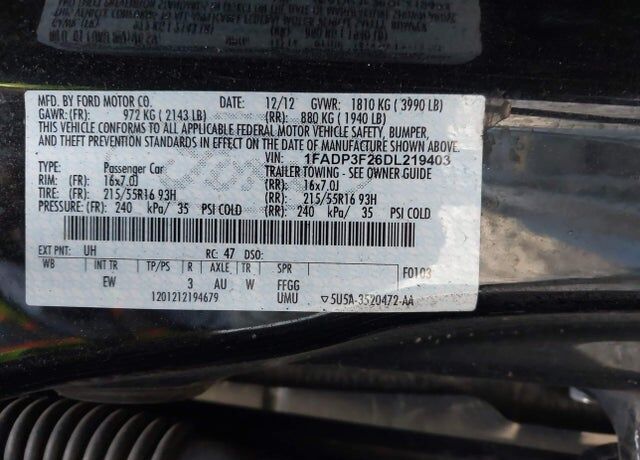 MFD. BY FORD MOTOR CO. DATE: 12/12 GVWR: 1810 KG ( 3990 LB)
GAWR: (FR): 972 KG ( 2143 LB) (RR): 880 KG ( 1940 LB)
THIS VEHICLE CONFORMS TO ALL APPLICABLE FEDERAL MOTOR VEHICLE SAFETY, BUMPER,
AND THEFT PREVENTION STANDARDS IN EFFECT ON THE DATE OF MANUFACTURE SHOWN ABOVE.
VIN: 1FADP3F26DL219403
TYPE: Passenger Car TRAILER TOWING - SEE OWNER GUIDE
RIM: (FR): 16x7.0J (RR): 16x7.0J
TIRE: (FR): 215/55R16 93H (RR): 215/55R16 93H
PRESSURE: (FR): 240 kPa/ 35 PSI COLD (RR): 240 kPa/ 35 PSI COLD
EXT PNT: UH RC: 47 DSO: F0103
WB INT TR TP/PS R AXLE TR SPR
EW 3 AU W FFGG
1201212194679 UMU ▽5U5A-3520472-AA